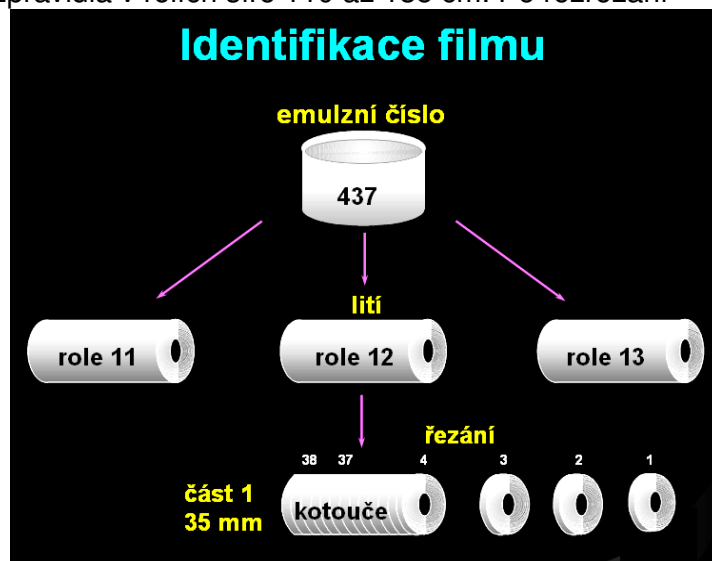 Identifikace filmu
emulzní číslo
437
lití
role 11 role 12 role 13
řezání
38 37 4 3 2 1
část 1
35 mm
kotouče